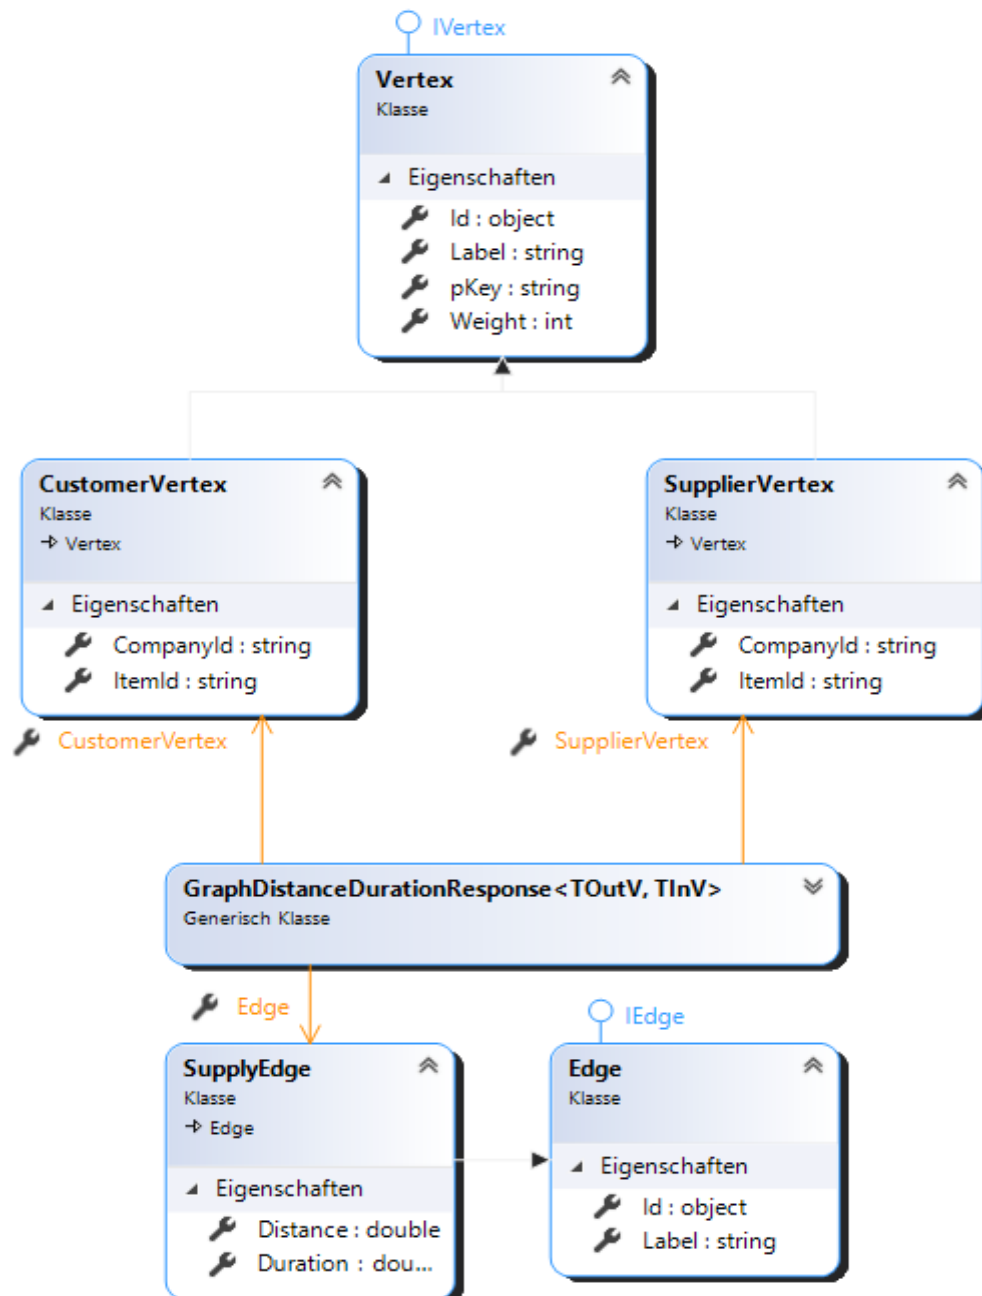 IVertex
Vertex
Klasse
Eigenschaften
Id : object
Label : string
pKey : string
Weight : int
CustomerVertex
Klasse
Vertex
Eigenschaften
CompanyId : string
ItemId : string
SupplierVertex
Klasse
Vertex
Eigenschaften
CompanyId : string
ItemId : string
CustomerVertex
SupplierVertex
GraphDistanceDurationResponse<TOutV, TInV>
Generisch Klasse
Edge
IEdge
SupplyEdge
Klasse
Edge
Eigenschaften
Distance : double
Duration : dou...
Edge
Klasse
Eigenschaften
Id : object
Label : string